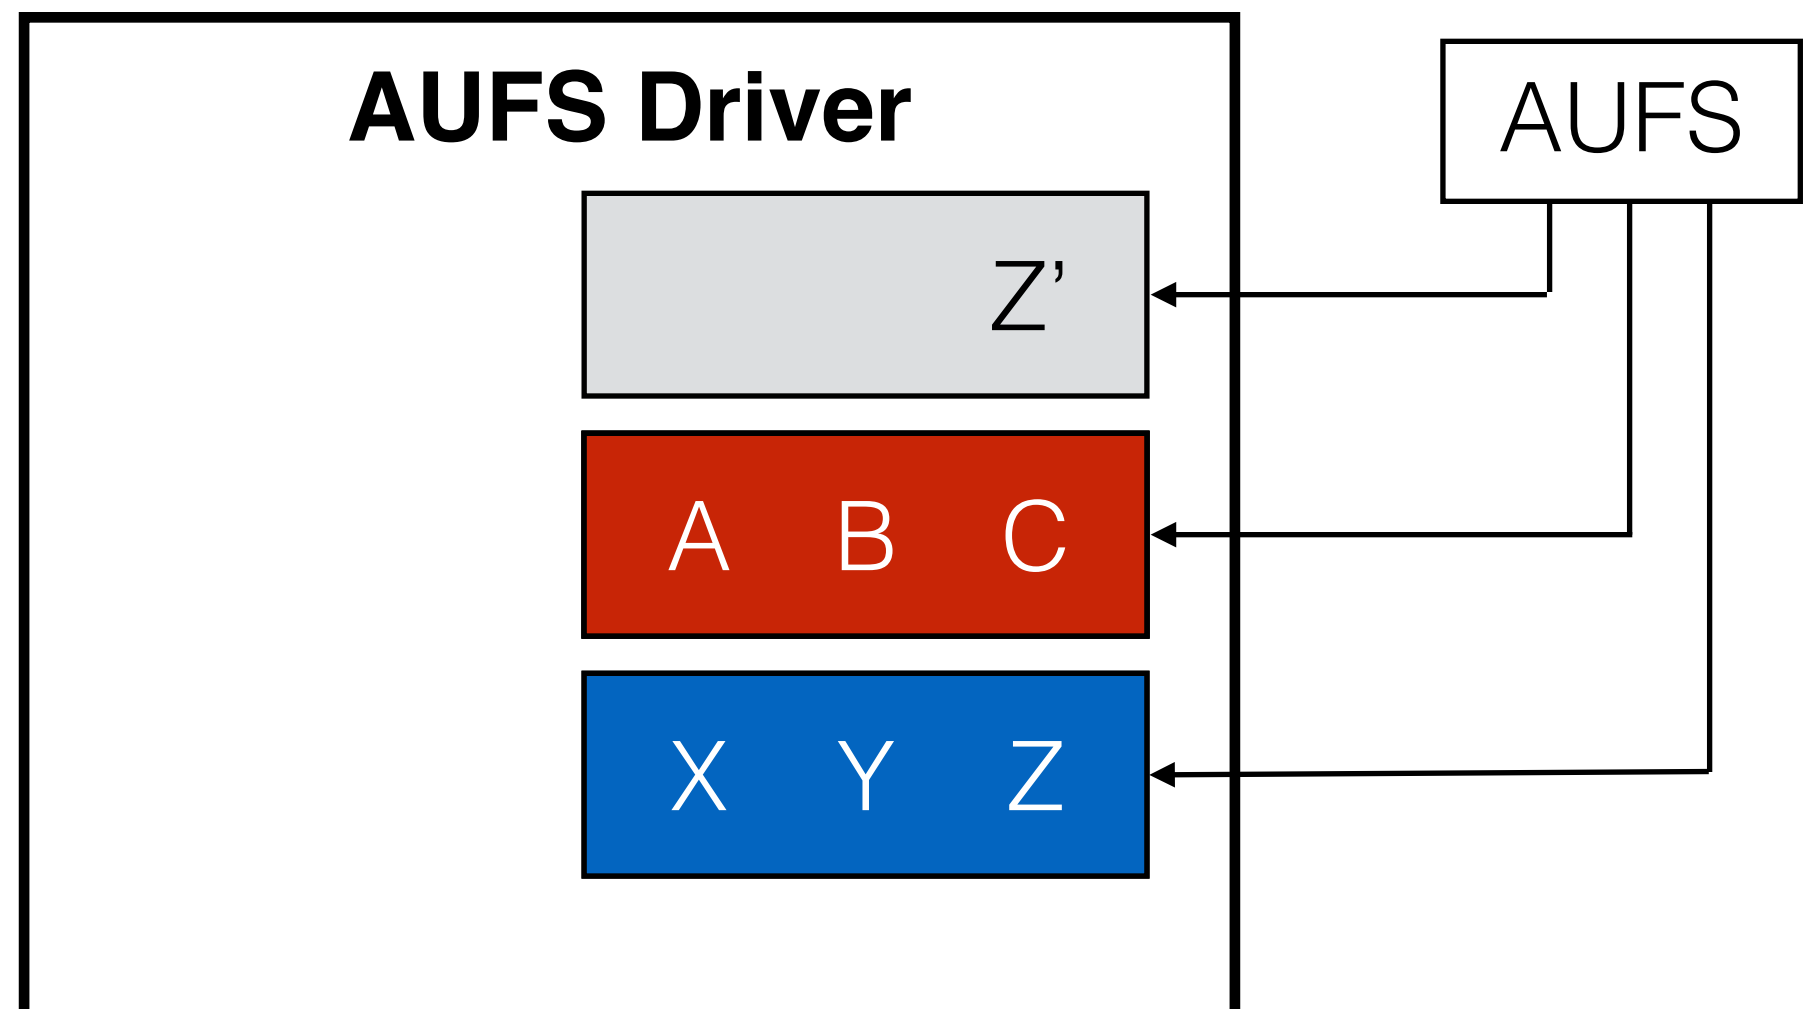 AUFS Driver
AUFS
Z’
A B C
X Y Z